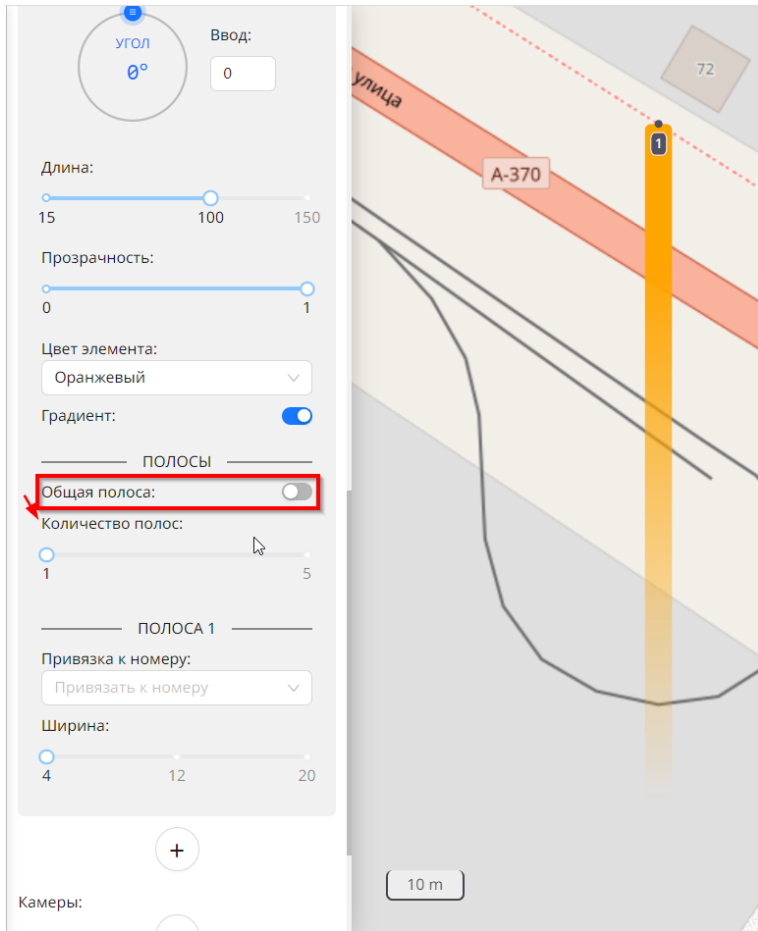 УГОЛ
0°
Ввод:
0
Длина:
15 100 150
Прозрачность:
0 1
Цвет элемента:
Оранжевый
Градиент:
ПОЛОСЫ
Общая полоса:
Количество полос:
1 5
ПОЛОСА 1
Привязка к номеру:
Привязать к номеру
Ширина:
4 12 20
+
Камеры:
72
улица
1
А-370
10 m